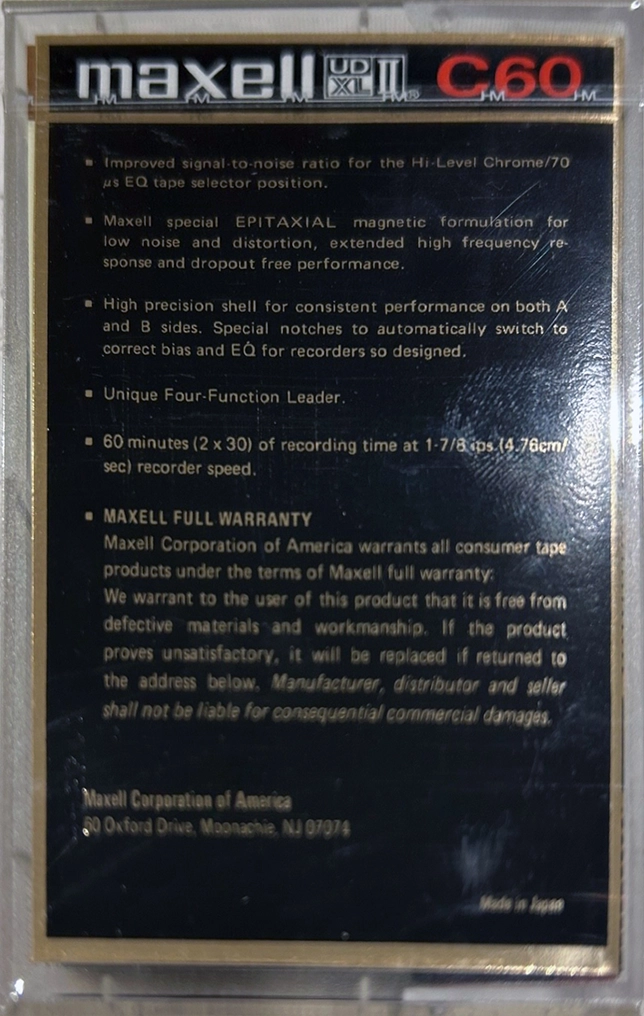 maxell UD XL II ® C60
▪ Improved signal-to-noise ratio for the Hi-Level Chrome/70
μs EQ tape selector position.
▪ Maxell special EPITAXIAL magnetic formulation for
low noise and distortion, extended high frequency re-
sponse and dropout free performance.
▪ High precision shell for consistent performance on both A
and B sides. Special notches to automatically switch to
correct bias and EQ for recorders so designed.
▪ Unique Four-Function Leader.
▪ 60 minutes (2 x 30) of recording time at 1-7/8 ips (4.76cm/
sec) recorder speed.
▪ MAXELL FULL WARRANTY
Maxell Corporation of America warrants all consumer tape
products under the terms of Maxell full warranty:
We warrant to the user of this product that it is free from
defective materials and workmanship. If the product
proves unsatisfactory, it will be replaced if returned to
the address below. Manufacturer, distributor and seller
shall not be liable for consequential commercial damages.
Maxell Corporation of America
60 Oxford Drive, Moonachie, NJ 07074
Made in Japan